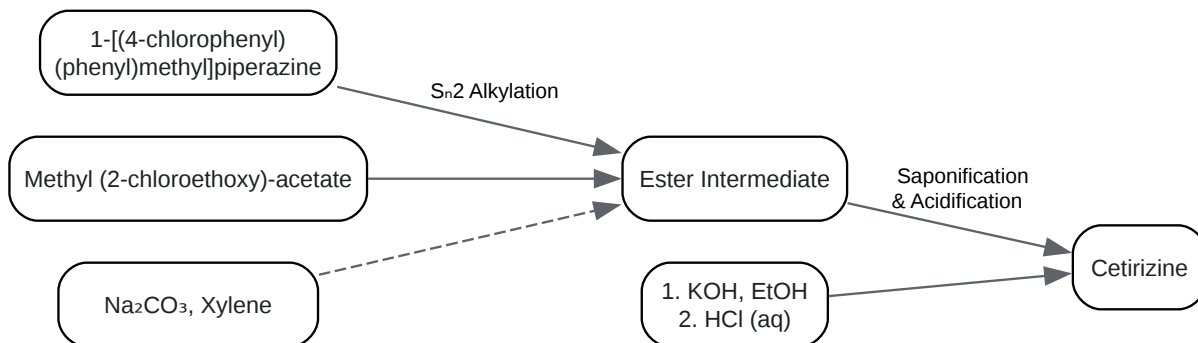 1-[(4-chlorophenyl)
(phenyl)methyl]piperazine
Sₙ2 Alkylation
Methyl (2-chloroethoxy)-acetate
Ester Intermediate
Saponification
& Acidification
Cetirizine
Na₂CO₃, Xylene
1. KOH, EtOH
2. HCl (aq)